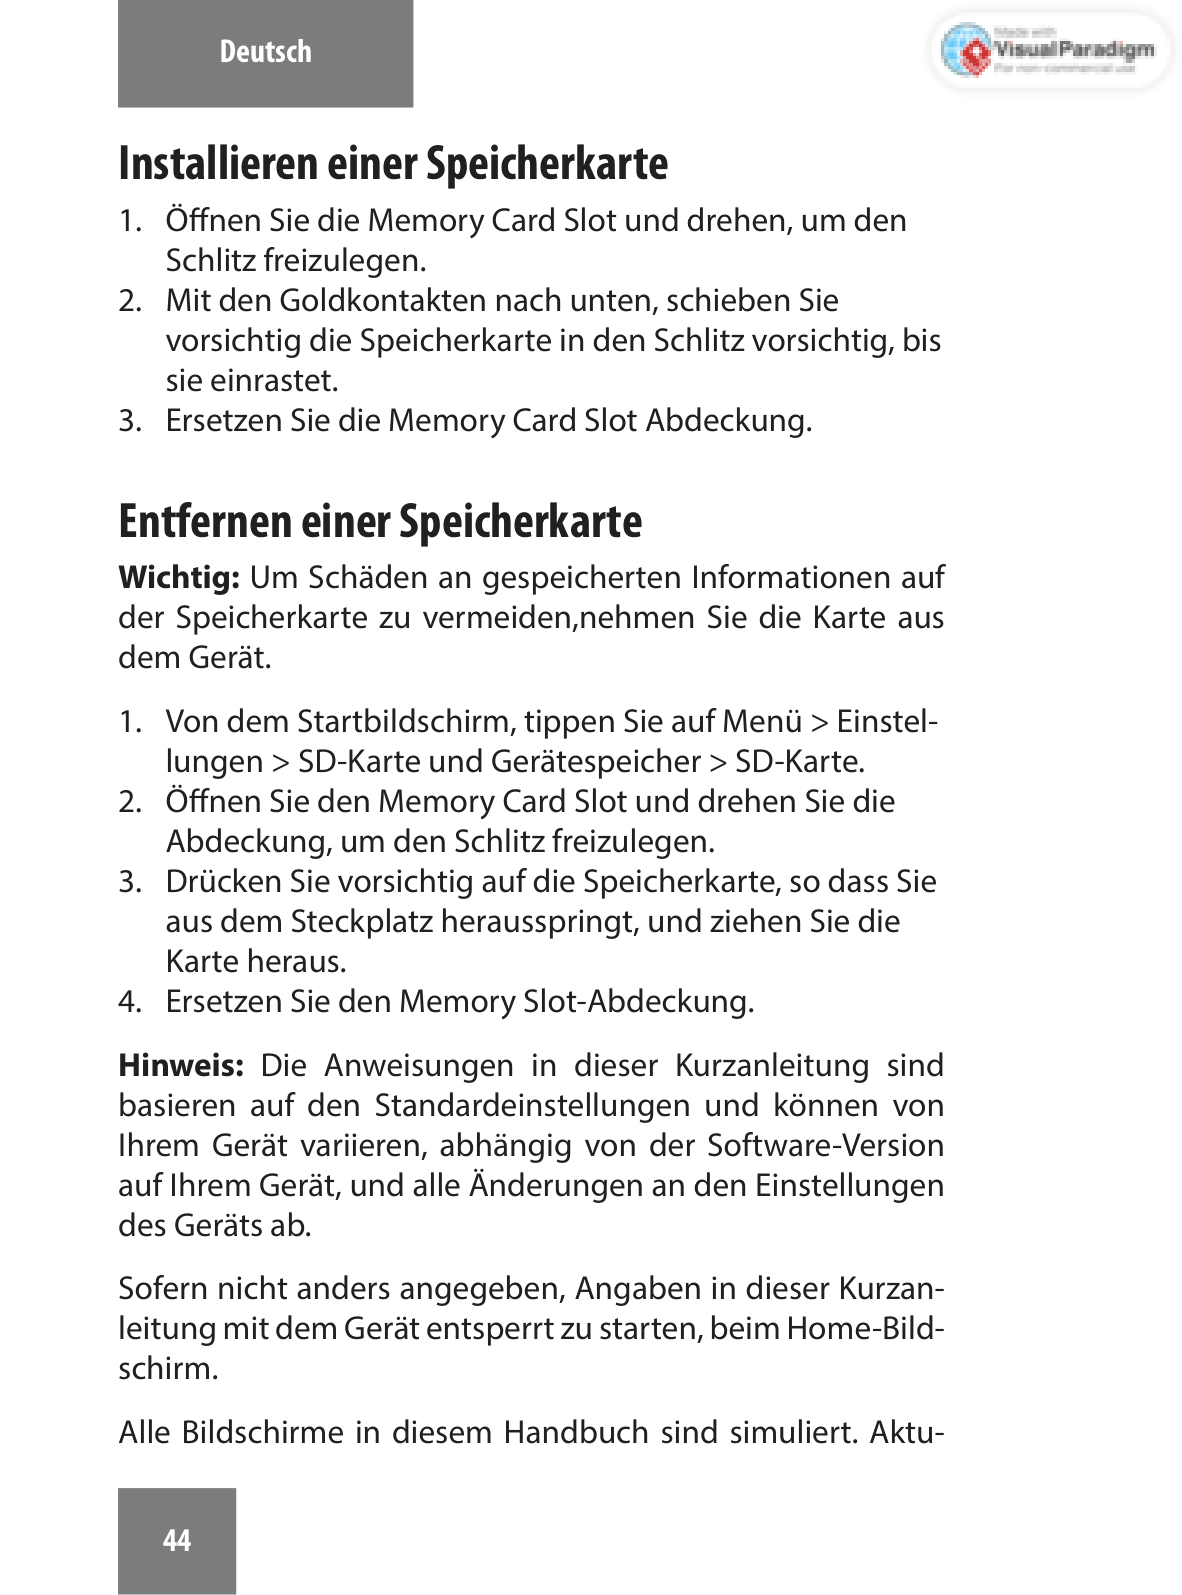 Deutsch
Made with
Visual Paradigm
For non-commercial use
Installieren einer Speicherkarte
1. Öffnen Sie die Memory Card Slot und drehen, um den
Schlitz freizulegen.
2. Mit den Goldkontakten nach unten, schieben Sie
vorsichtig die Speicherkarte in den Schlitz vorsichtig, bis
sie einrastet.
3. Ersetzen Sie die Memory Card Slot Abdeckung.
Entfernen einer Speicherkarte
Wichtig: Um Schäden an gespeicherten Informationen auf
der Speicherkarte zu vermeiden,nehmen Sie die Karte aus
dem Gerät.
1. Von dem Startbildschirm, tippen Sie auf Menü > Einstel-
lungen > SD-Karte und Gerätespeicher > SD-Karte.
2. Öffnen Sie den Memory Card Slot und drehen Sie die
Abdeckung, um den Schlitz freizulegen.
3. Drücken Sie vorsichtig auf die Speicherkarte, so dass Sie
aus dem Steckplatz herausspringt, und ziehen Sie die
Karte heraus.
4. Ersetzen Sie den Memory Slot-Abdeckung.
Hinweis: Die Anweisungen in dieser Kurzanleitung sind
basieren auf den Standardeinstellungen und können von
Ihrem Gerät variieren, abhängig von der Software-Version
auf Ihrem Gerät, und alle Änderungen an den Einstellungen
des Geräts ab.
Sofern nicht anders angegeben, Angaben in dieser Kurzan-
leitung mit dem Gerät entsperrt zu starten, beim Home-Bild-
schirm.
Alle Bildschirme in diesem Handbuch sind simuliert. Aktu-
44